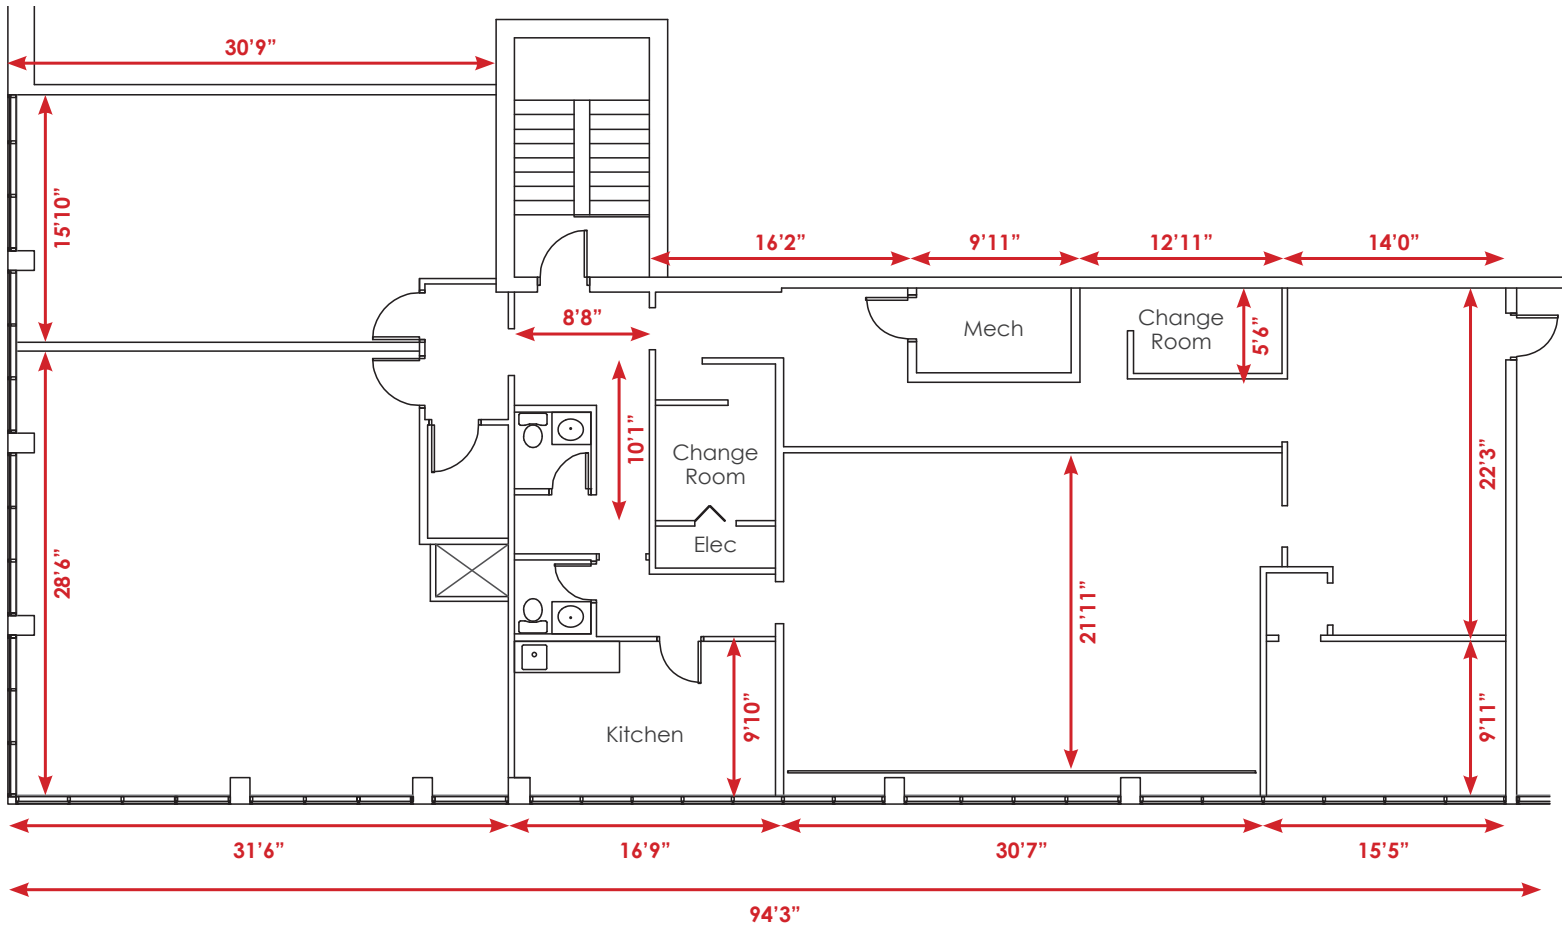 30’9”
15’10”
16’2”
9’11”
12’11”
14’0”
8’8”
Mech
Change
Room
5’6”
10’1”
Change
Room
22’3”
Elec
28’6”
21’11”
Kitchen
9’10”
9’11”
31’6”
16’9”
30’7”
15’5”
94’3”